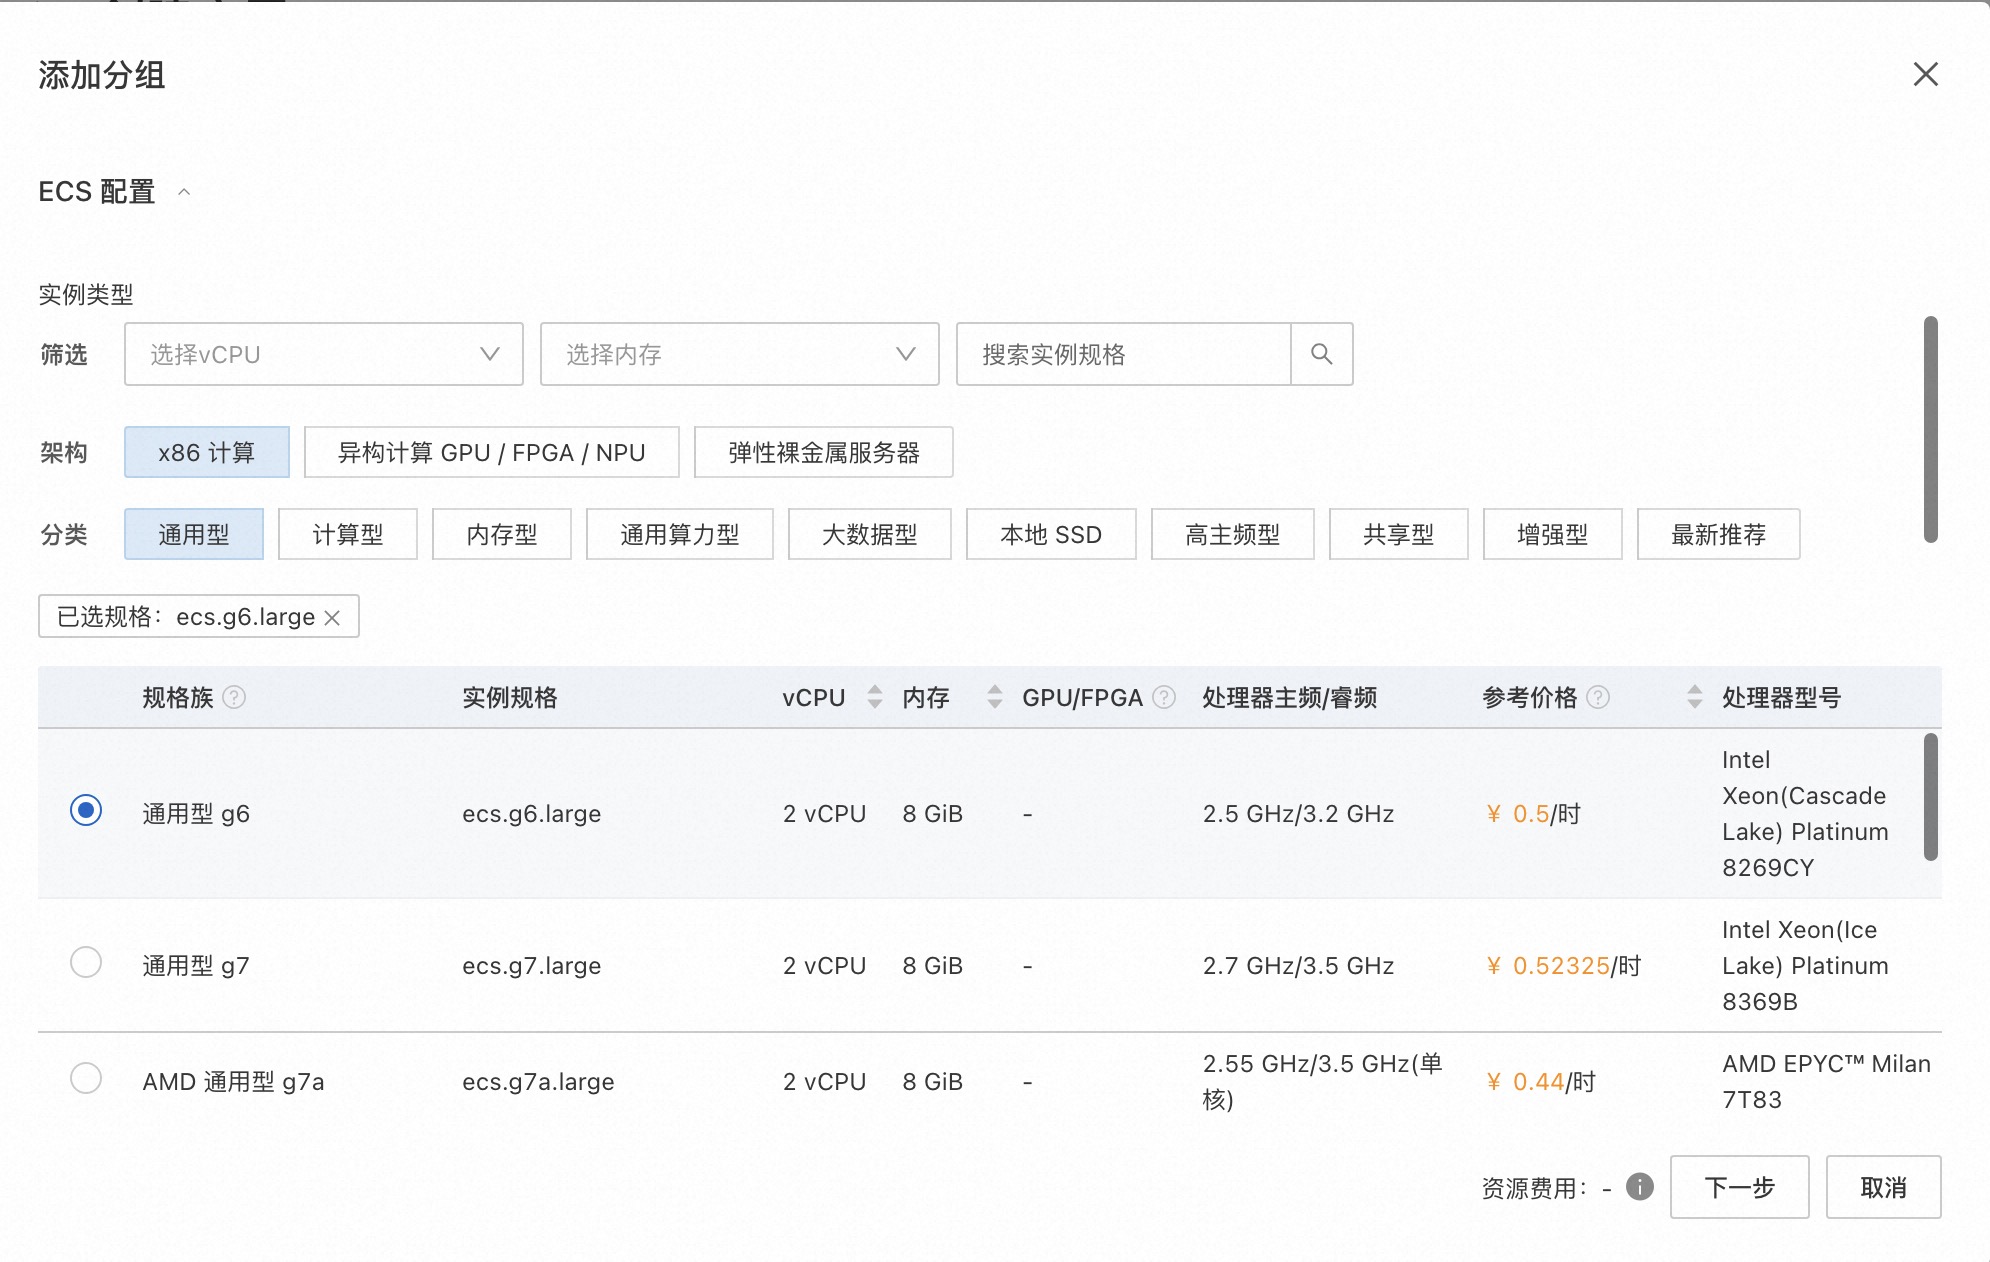 添加分组
ECS 配置
实例类型
筛选 选择vCPU 选择内存 搜索实例规格
架构 x86 计算 异构计算 GPU / FPGA / NPU 弹性裸金属服务器
分类 通用型 计算型 内存型 通用算力型 大数据型 本地 SSD 高主频型 共享型 增强型 最新推荐
已选规格：ecs.g6.large
规格族 实例规格 vCPU 内存 GPU/FPGA 处理器主频/睿频 参考价格 处理器型号
通用型 g6 ecs.g6.large 2 vCPU 8 GiB - 2.5 GHz/3.2 GHz ¥ 0.5/时 Intel
Xeon(Cascade
Lake) Platinum
8269CY
通用型 g7 ecs.g7.large 2 vCPU 8 GiB - 2.7 GHz/3.5 GHz ¥ 0.52325/时 Intel Xeon(Ice
Lake) Platinum
8369B
AMD 通用型 g7a ecs.g7a.large 2 vCPU 8 GiB - 2.55 GHz/3.5 GHz(单
核) ¥ 0.44/时 AMD EPYC™ Milan
7T83
资源费用：- 下一步 取消